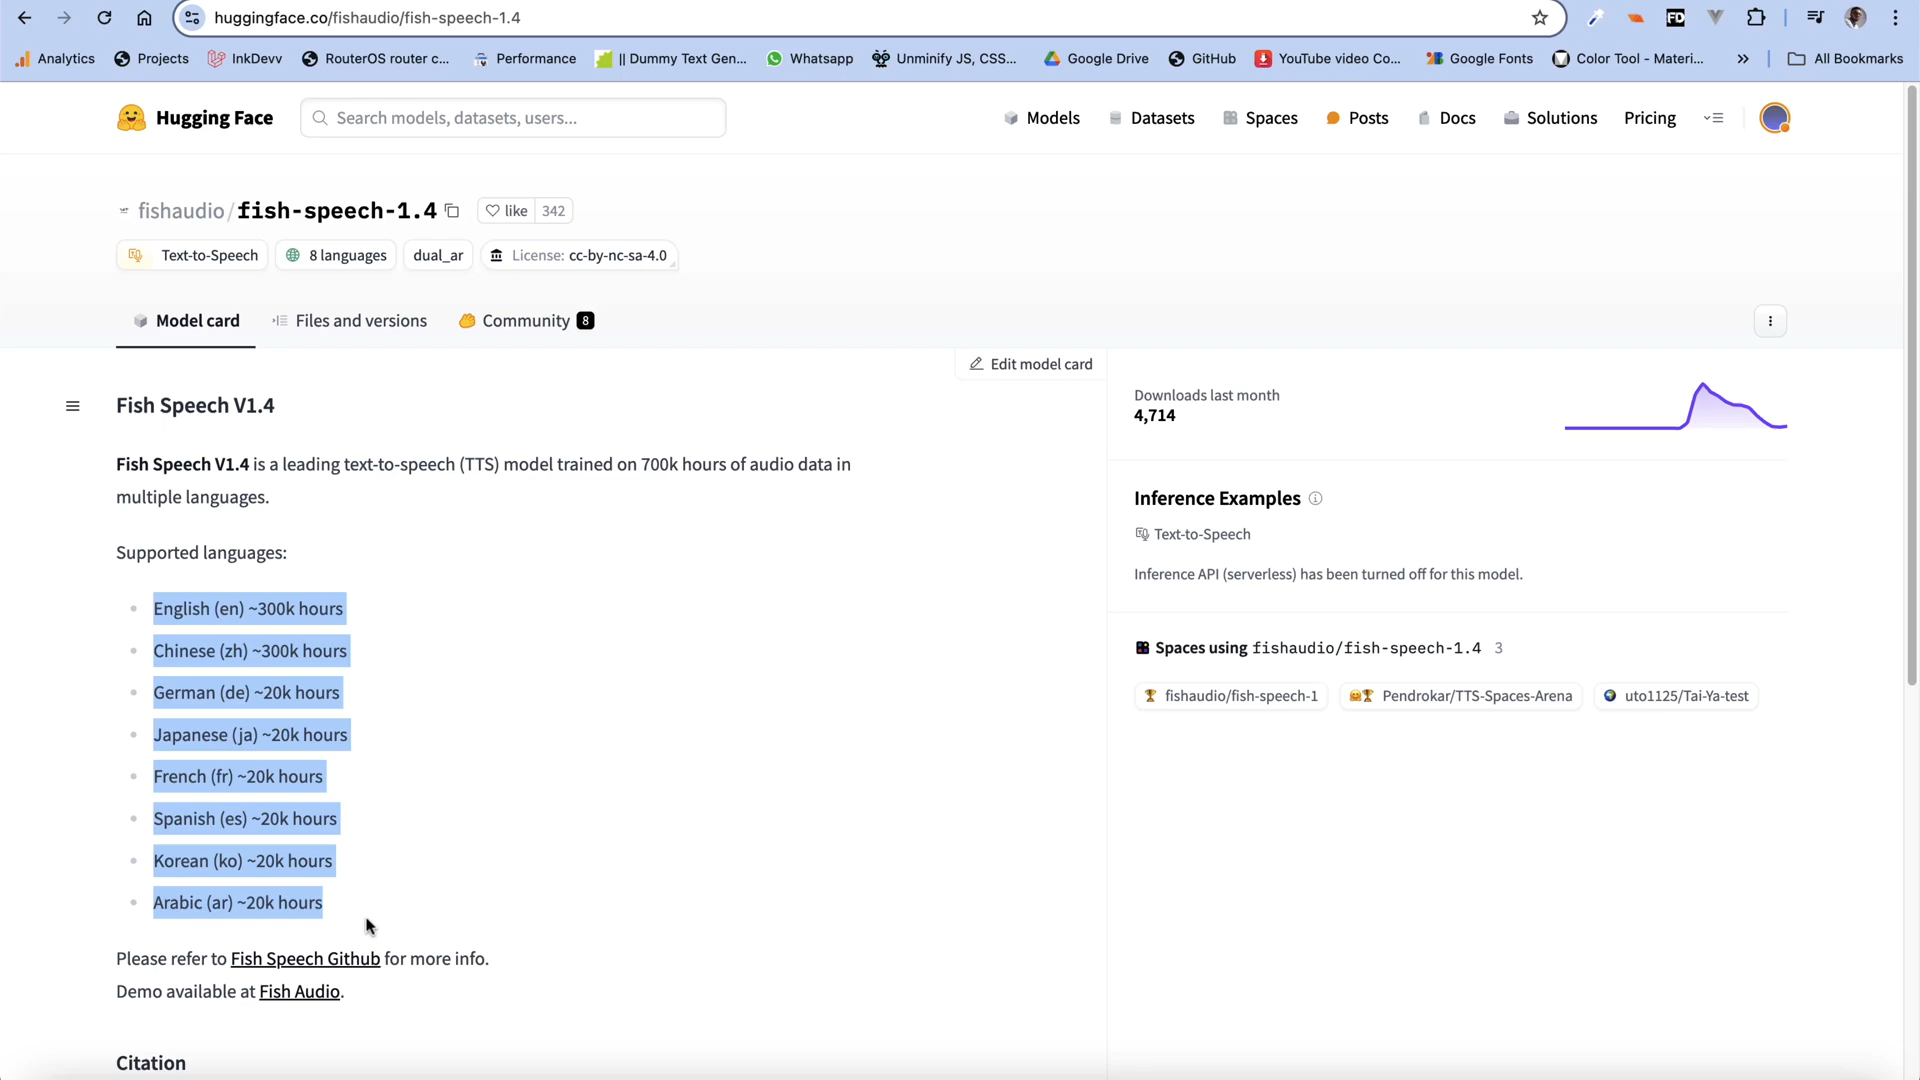 huggingface.co/fishaudio/fish-speech-1.4
Analytics
Projects
InkDevv
RouterOS router c...
Performance
|| Dummy Text Gen...
Whatsapp
Unminify JS, CSS...
Google Drive
GitHub
YouTube video Co...
Google Fonts
Color Tool - Materi...
All Bookmarks
Hugging Face
Search models, datasets, users...
Models
Datasets
Spaces
Posts
Docs
Solutions
Pricing
fishaudio/fish-speech-1.4
like 342
Text-to-Speech
8 languages
dual_ar
License: cc-by-nc-sa-4.0
Model card
Files and versions
Community 8
Edit model card
Fish Speech V1.4
Fish Speech V1.4 is a leading text-to-speech (TTS) model trained on 700k hours of audio data in
multiple languages.
Supported languages:
English (en) ~300k hours
Chinese (zh) ~300k hours
German (de) ~20k hours
Japanese (ja) ~20k hours
French (fr) ~20k hours
Spanish (es) ~20k hours
Korean (ko) ~20k hours
Arabic (ar) ~20k hours
Please refer to Fish Speech Github for more info.
Demo available at Fish Audio.
Citation
Downloads last month
4,714
Inference Examples
Text-to-Speech
Inference API (serverless) has been turned off for this model.
Spaces using fishaudio/fish-speech-1.4 3
fishaudio/fish-speech-1
Pendrokar/TTS-Spaces-Arena
uto1125/Tai-Ya-test
FD